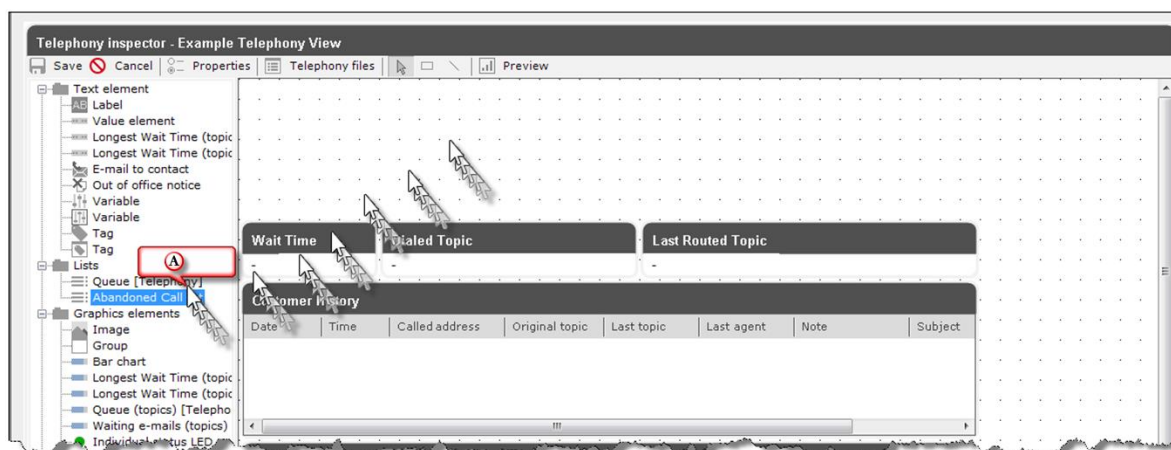 Telephony inspector - Example Telephony View
Save Cancel Properties Telephony files Preview
Text element
AB Label
Value element
Longest Wait Time (topic
Longest Wait Time (topic
E-mail to contact
Out of office notice
Variable
Variable
Tag
Tag
A
Lists
Queue [Telephony]
Abandoned Call
Graphics elements
Image
Group
Bar chart
Longest Wait Time (topic
Longest Wait Time (topic
Queue (topics) [Telepho
Waiting e-mails (topics)
Individual status LED
Wait Time Dialed Topic Last Routed Topic
- - -
Customer History
Date Time Called address Original topic Last topic Last agent Note Subject